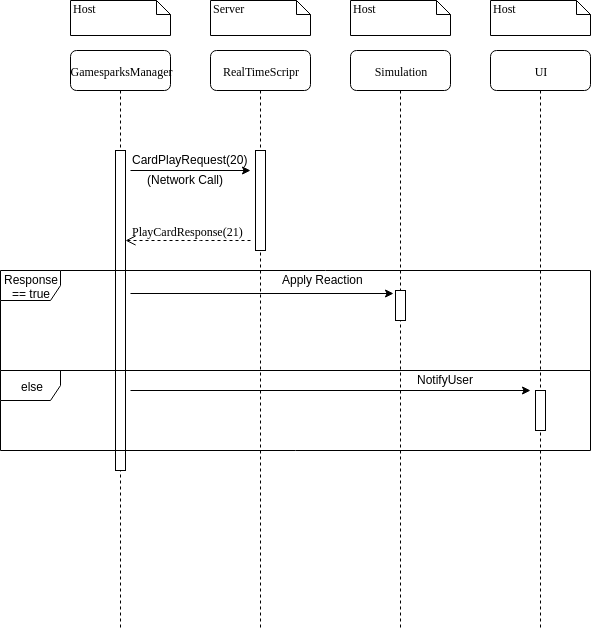 Host
Server
Host
Host
GamesparksManager
RealTimeScripr
Simulation
UI
CardPlayRequest(20)
(Network Call)
PlayCardResponse(21)
Response
== true
Apply Reaction
else
NotifyUser